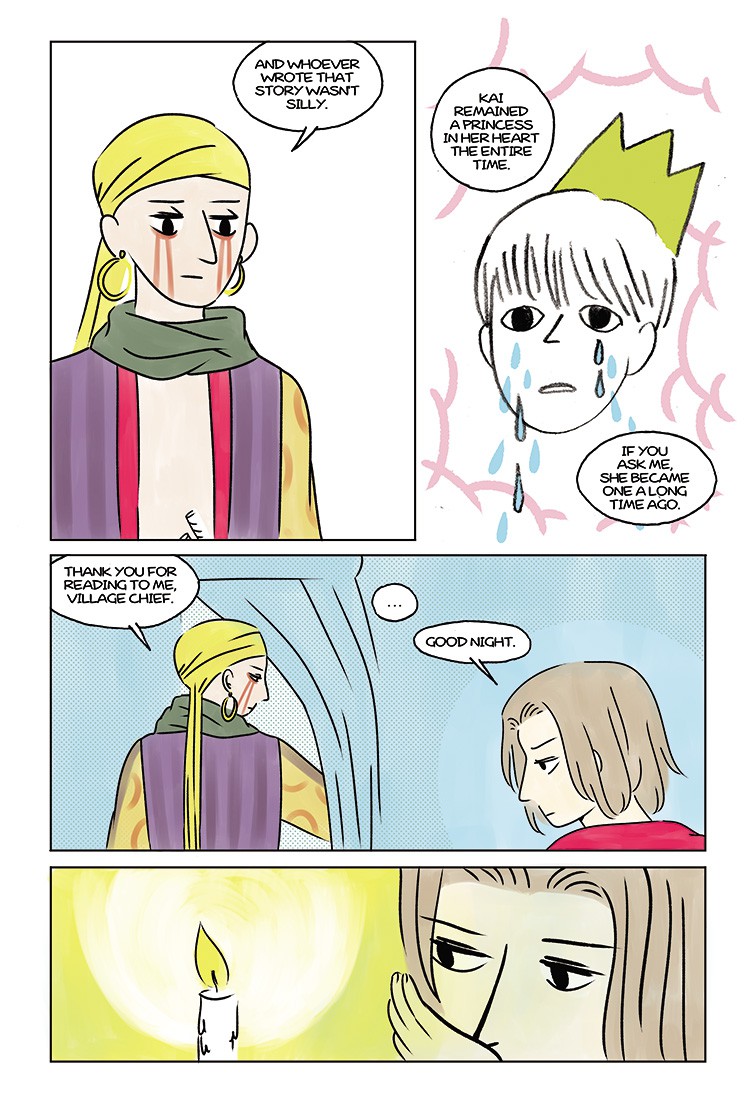 AND WHOEVER
WROTE THAT
STORY WASN'T
SILLY.
KAI
REMAINED
A PRINCESS
IN HER HEART
THE ENTIRE
TIME.
IF YOU
ASK ME,
SHE BECAME
ONE A LONG
TIME AGO.
THANK YOU FOR
READING TO ME,
VILLAGE CHIEF.
...
GOOD NIGHT.